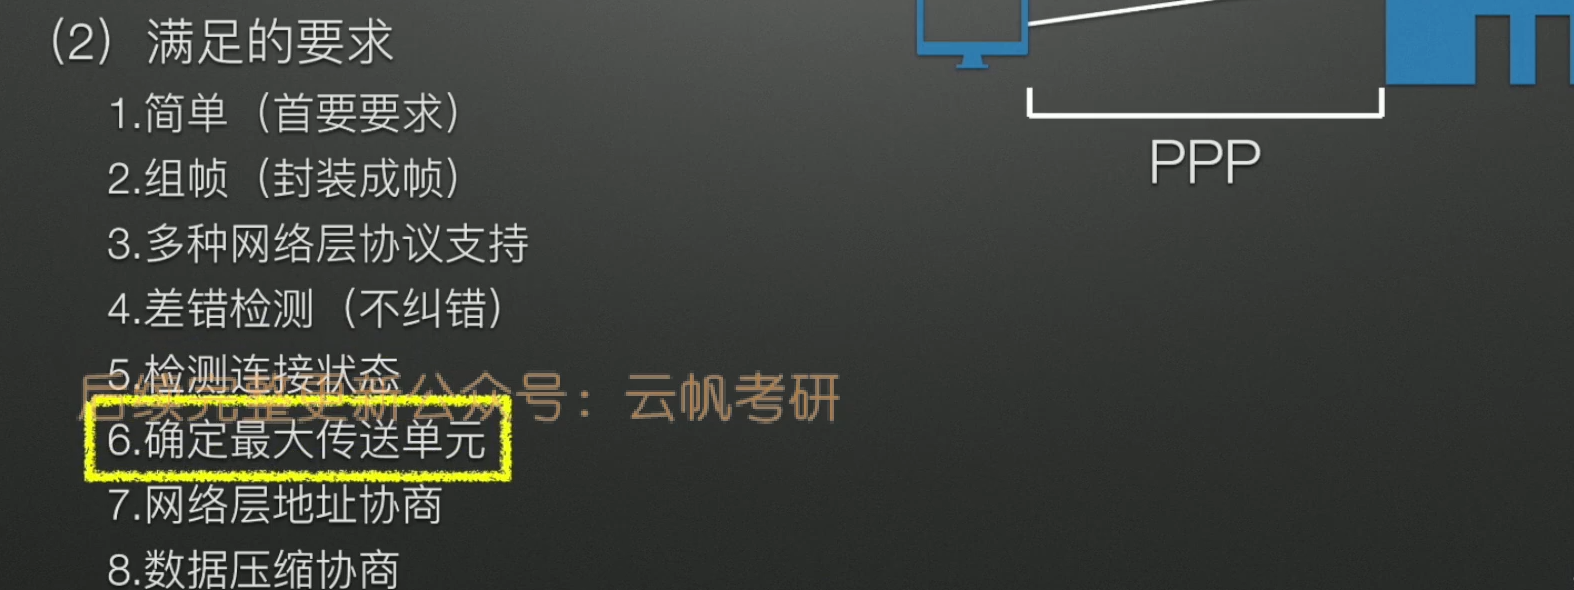 （2）满足的要求
1.简单（首要要求）
2.组帧（封装成帧）
3.多种网络层协议支持
4.差错检测（不纠错）
5.检测连接状态
后续完整更新公众号：云帆考研
6.确定最大传送单元
7.网络层地址协商
8.数据压缩协商
PPP